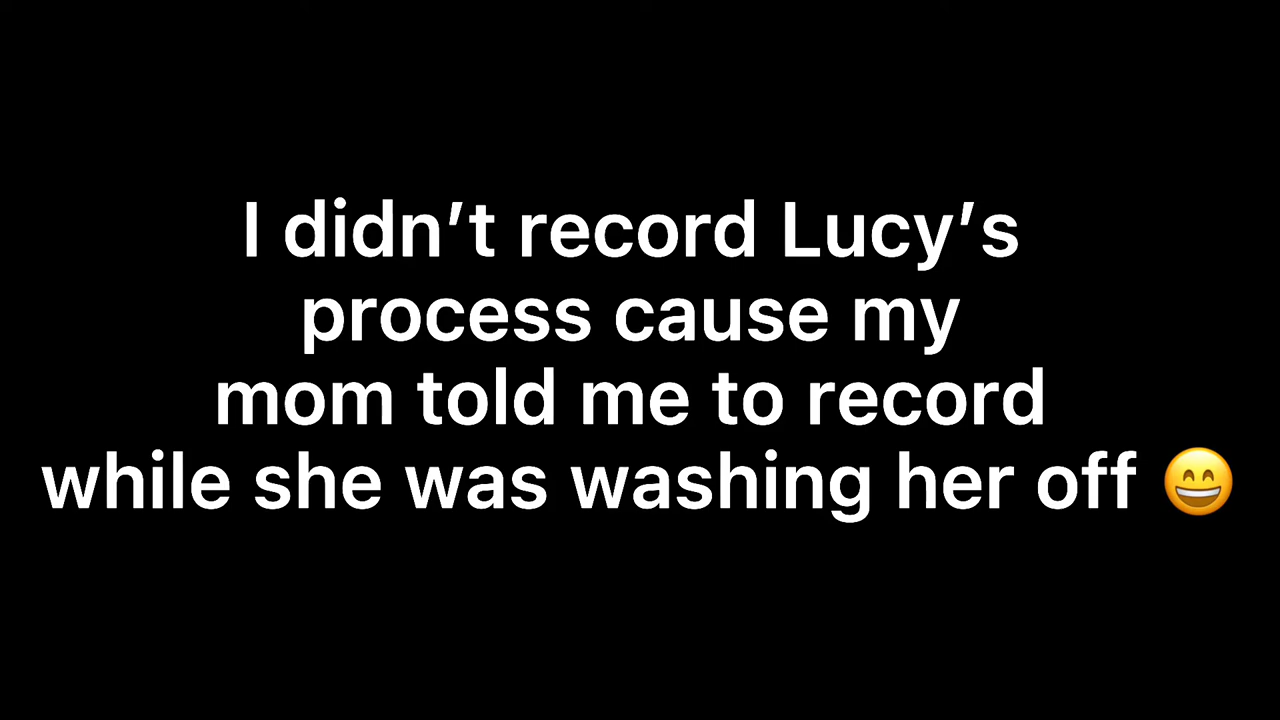 I didn’t record Lucy’s
process cause my
mom told me to record
while she was washing her off 😄